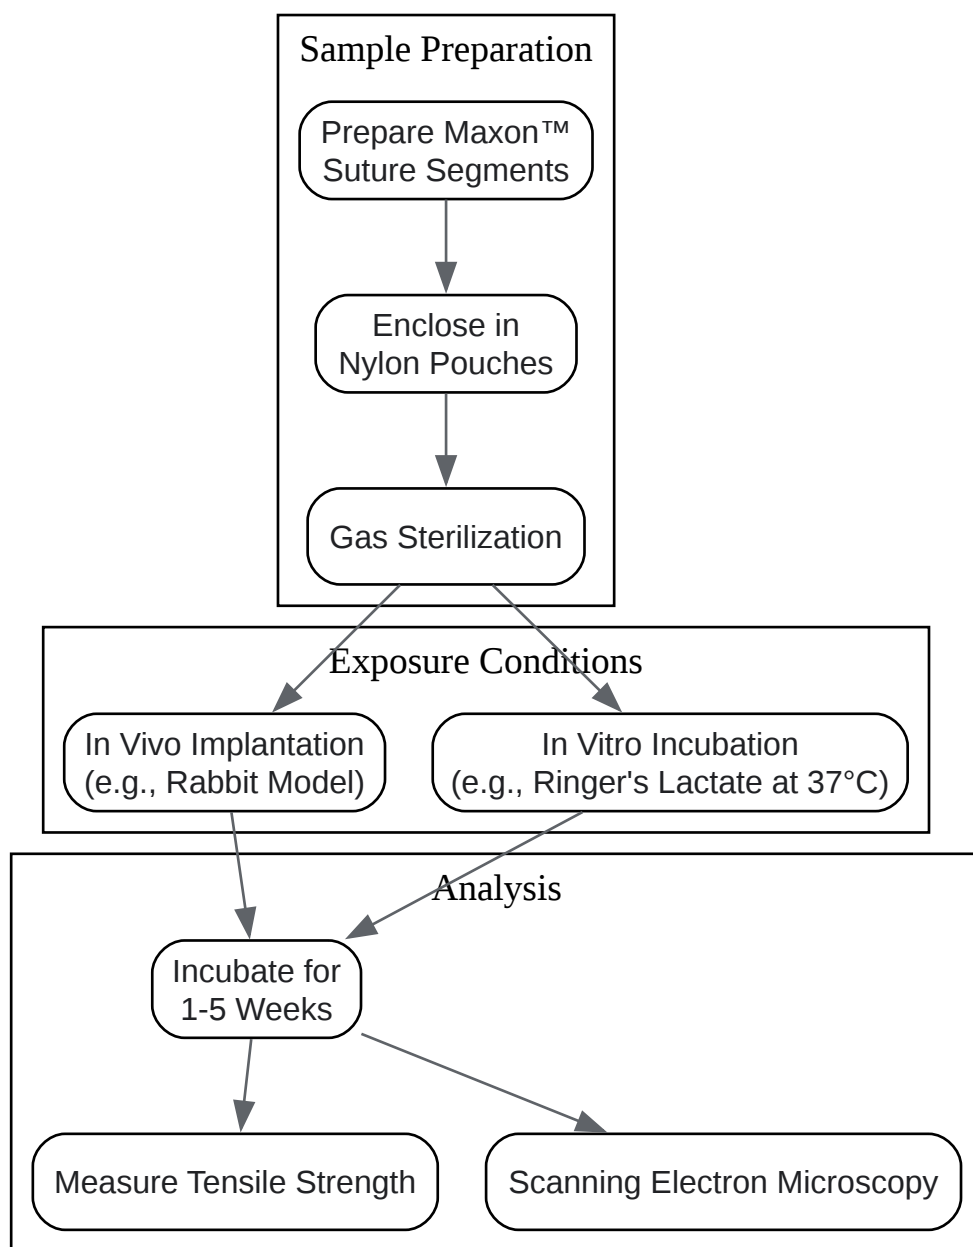 Sample Preparation
Prepare Maxon™
Suture Segments
Enclose in
Nylon Pouches
Gas Sterilization
Exposure Conditions
In Vivo Implantation
(e.g., Rabbit Model)
In Vitro Incubation
(e.g., Ringer's Lactate at 37°C)
Analysis
Incubate for
1-5 Weeks
Measure Tensile Strength
Scanning Electron Microscopy